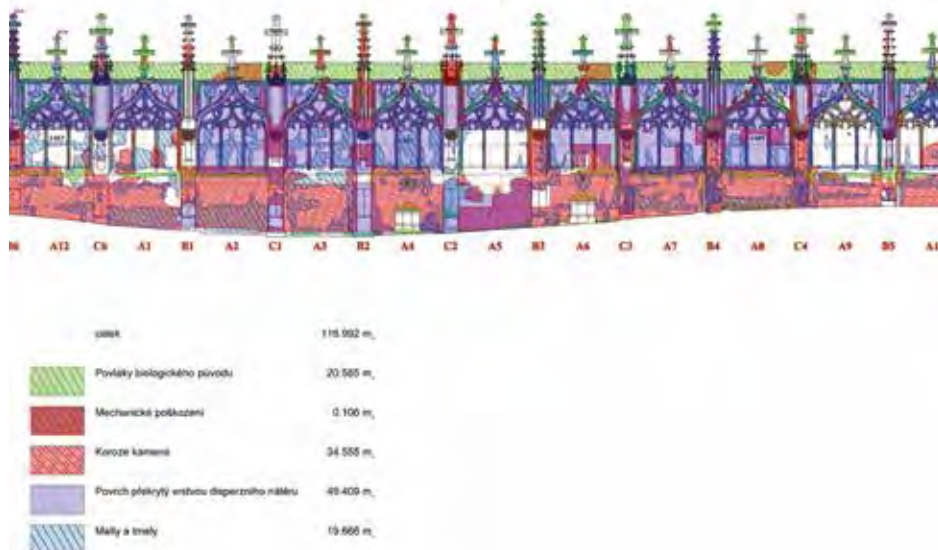 A12 C6 A1 B1 A2 C1 A3 B2 A4 C2 A5 B3 A6 C3 A7 B4 A8 C4 A9 B5 A1
celek 116.992 m
Povlaky biologického původu 20.585 m
Mechanické poškození 0.106 m
Koroze kamene 34.555 m
Povrch překrytý vrstvou disperzního nátěru 49.409 m
Malty a tmely 19.666 m